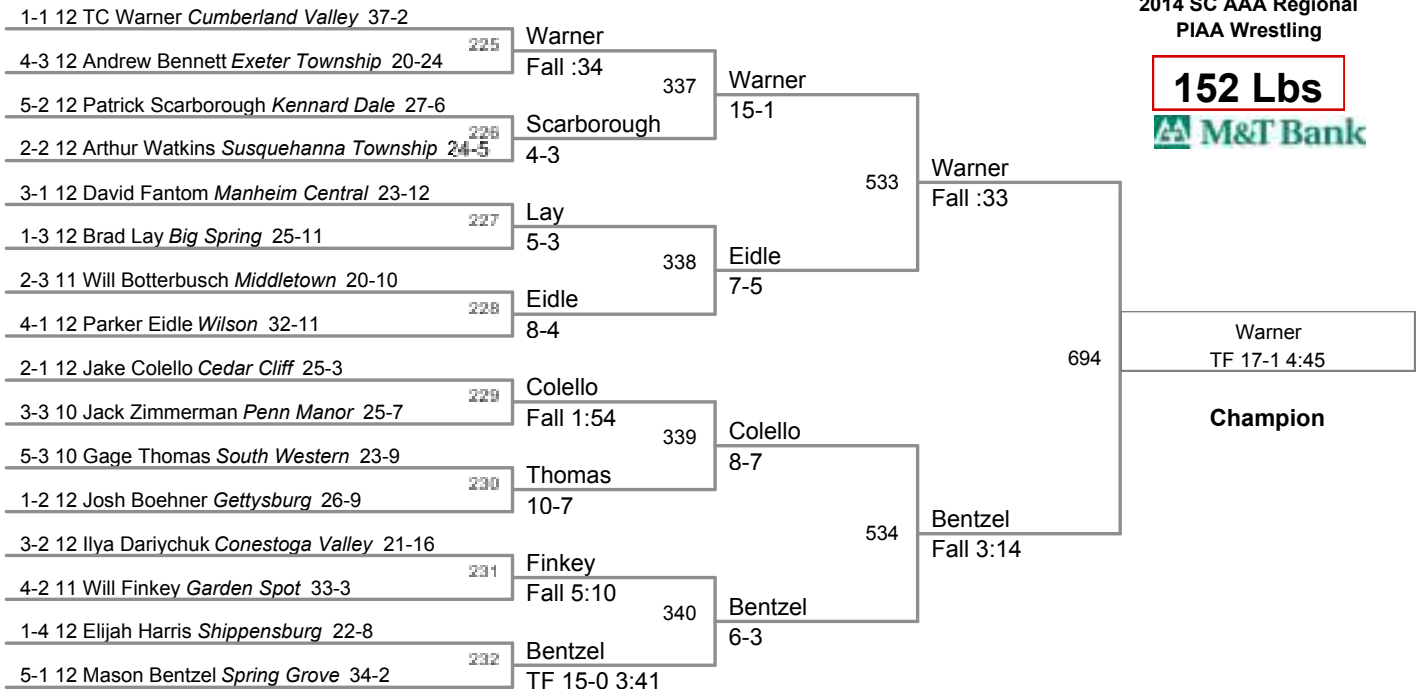 2014 SC AAA Regional
PIAA Wrestling
152 Lbs
M&T Bank
1-1 12 TC Warner Cumberland Valley 37-2
225
4-3 12 Andrew Bennett Exeter Township 20-24
Warner
Fall :34
337
5-2 12 Patrick Scarborough Kennard Dale 27-6
226
2-2 12 Arthur Watkins Susquehanna Township 24-5
Scarborough
4-3
Warner
15-1
533
3-1 12 David Fantom Manheim Central 23-12
227
1-3 12 Brad Lay Big Spring 25-11
Lay
5-3
338
2-3 11 Will Botterbusch Middletown 20-10
228
4-1 12 Parker Eidle Wilson 32-11
Eidle
8-4
Eidle
7-5
Warner
Fall :33
694
2-1 12 Jake Colello Cedar Cliff 25-3
229
3-3 10 Jack Zimmerman Penn Manor 25-7
Colello
Fall 1:54
339
5-3 10 Gage Thomas South Western 23-9
230
1-2 12 Josh Boehner Gettysburg 26-9
Thomas
10-7
Colello
8-7
534
3-2 12 Ilya Dariychuk Conestoga Valley 21-16
231
4-2 11 Will Finkey Garden Spot 33-3
Finkey
Fall 5:10
340
1-4 12 Elijah Harris Shippensburg 22-8
232
5-1 12 Mason Bentzel Spring Grove 34-2
Bentzel
TF 15-0 3:41
Bentzel
6-3
Bentzel
Fall 3:14
Warner
TF 17-1 4:45
Champion